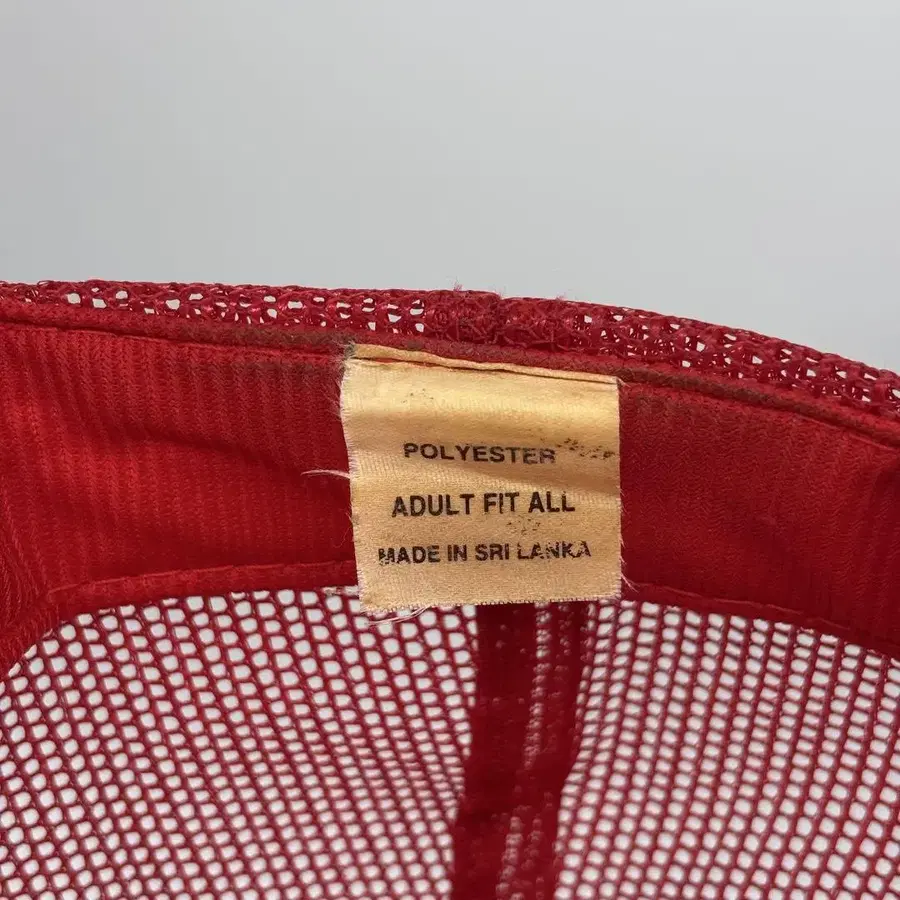 POLYESTER
ADULT FIT ALL
MADE IN SRI LANKA